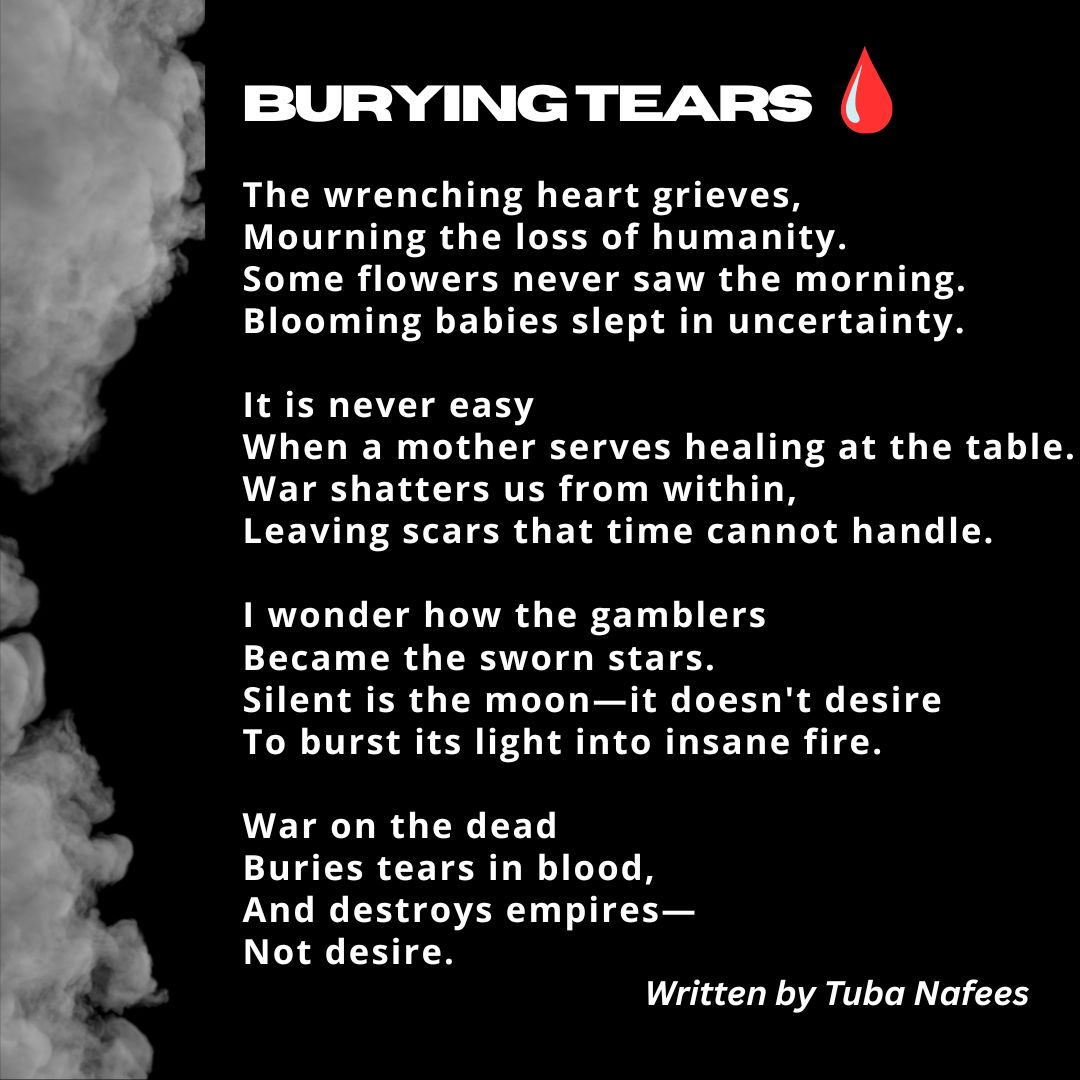 BURYING TEARS
The wrenching heart grieves,
Mourning the loss of humanity.
Some flowers never saw the morning.
Blooming babies slept in uncertainty.
It is never easy
When a mother serves healing at the table.
War shatters us from within,
Leaving scars that time cannot handle.
I wonder how the gamblers
Became the sworn stars.
Silent is the moon—it doesn't desire
To burst its light into insane fire.
War on the dead
Buries tears in blood,
And destroys empires—
Not desire.
Written by Tuba Nafees